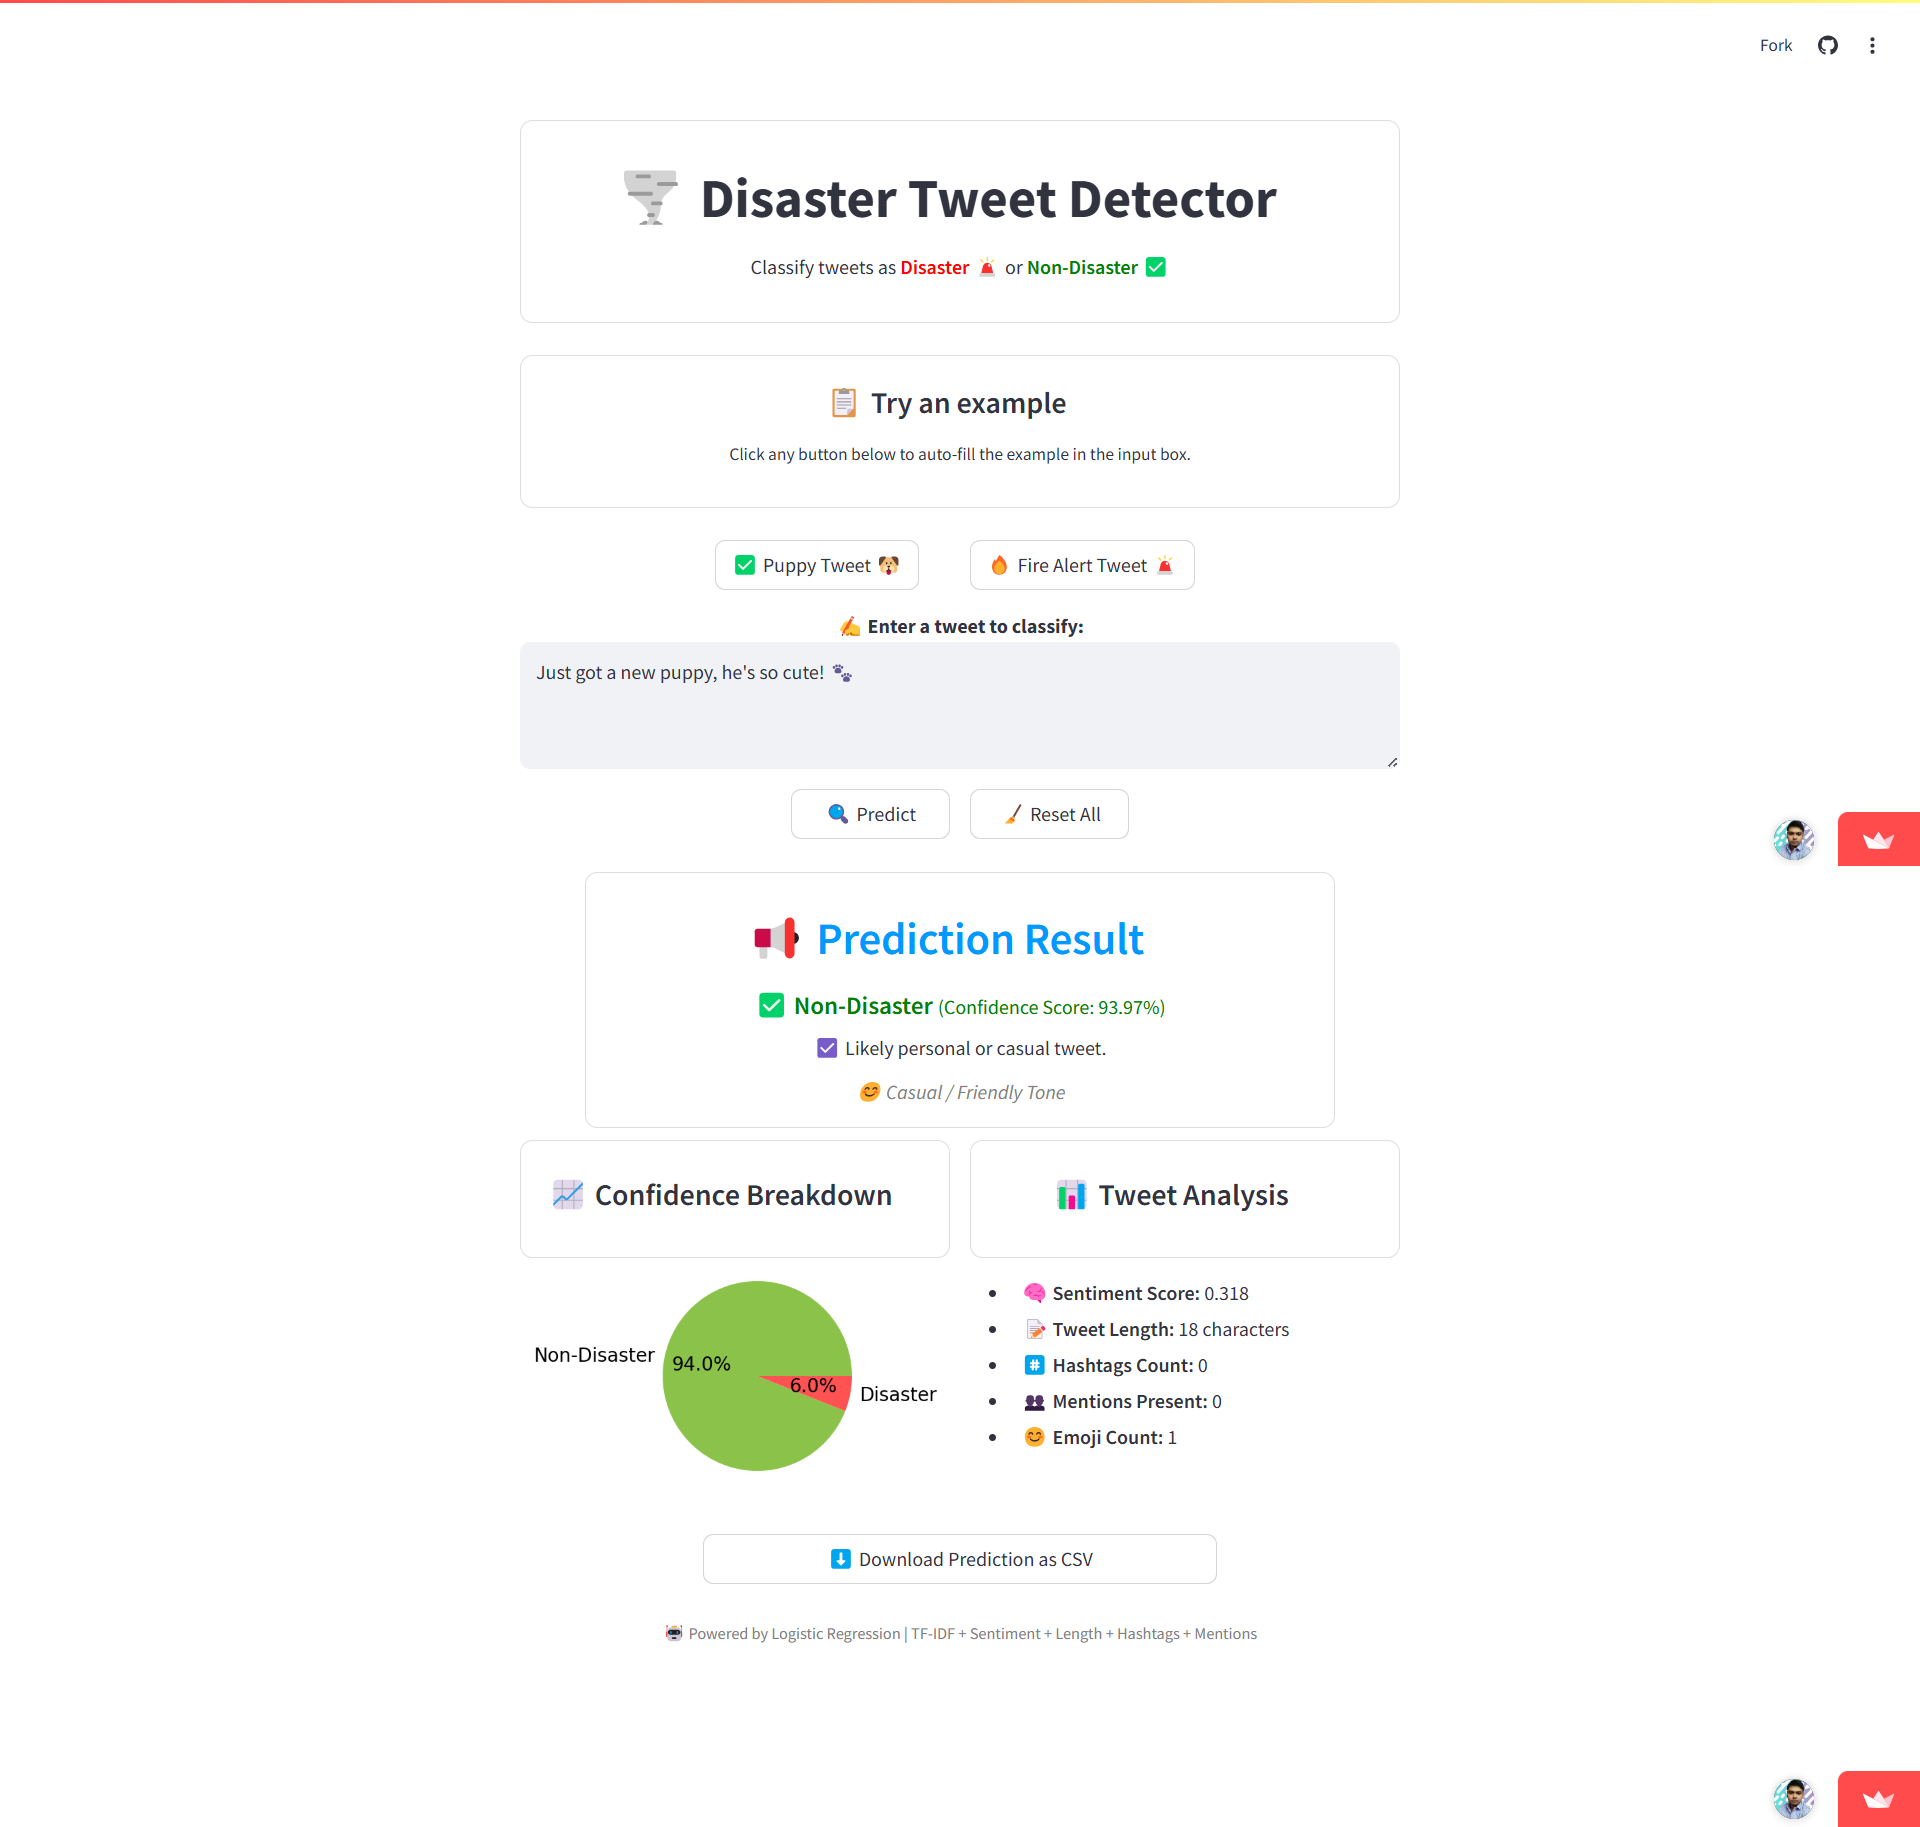 Fork
🌪️ Disaster Tweet Detector
Classify tweets as Disaster 🚨 or Non-Disaster ✅
📋 Try an example
Click any button below to auto-fill the example in the input box.
✅ Puppy Tweet 🐶
🔥 Fire Alert Tweet 🚨
✍️ Enter a tweet to classify:
Just got a new puppy, he's so cute! 🐾
🔍 Predict
🧹 Reset All
📢 Prediction Result
✅ Non-Disaster (Confidence Score: 93.97%)
☑️ Likely personal or casual tweet.
😊 Casual / Friendly Tone
📈 Confidence Breakdown
📊 Tweet Analysis
Non-Disaster
94.0%
6.0%
Disaster
• 🧠 Sentiment Score: 0.318
• 📝 Tweet Length: 18 characters
• #️⃣ Hashtags Count: 0
• 👥 Mentions Present: 0
• 😊 Emoji Count: 1
⬇️ Download Prediction as CSV
🤖 Powered by Logistic Regression | TF-IDF + Sentiment + Length + Hashtags + Mentions